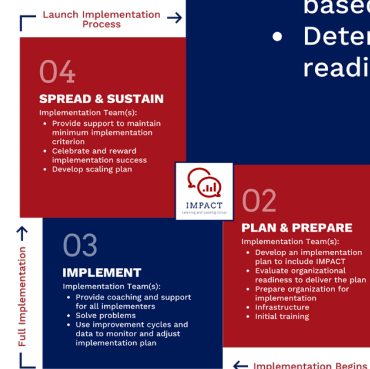 Launch Implementation
Process
base
• Deter
readi
04
SPREAD & SUSTAIN
Implementation Team(s):
• Provide support to maintain
minimum implementation
criterion
• Celebrate and reward
implementation success
• Develop scaling plan
IMPACT
Learning and Leading Group
02
PLAN & PREPARE
Implementation Team(s):
• Develop an implementation
plan to include IMPACT
• Evaluate organizational
readiness to deliver the plan
• Prepare organization for
implementation
• Infrastructure
• Initial training
Full Implementation
03
IMPLEMENT
Implementation Team(s):
• Provide coaching and support
for all implementers
• Solve problems
• Use improvement cycles and
data to monitor and adjust
implementation plan
Implementation Begins